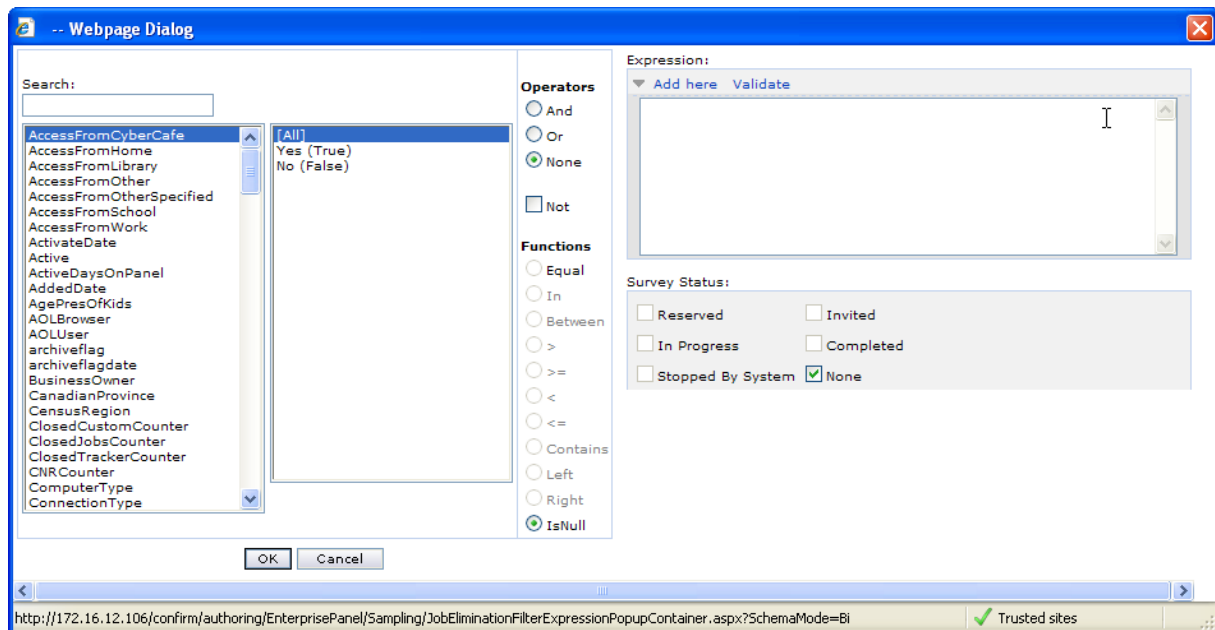 -- Webpage Dialog
Search:
AccessFromCyberCafe
AccessFromHome
AccessFromLibrary
AccessFromOther
AccessFromOtherSpecified
AccessFromSchool
AccessFromWork
ActivateDate
Active
ActiveDaysOnPanel
AddedDate
AgePresOfKids
AOLBrowser
AOLUser
archiveflag
archiveflagdate
BusinessOwner
CanadianProvince
CensusRegion
ClosedCustomCounter
ClosedJobsCounter
ClosedTrackerCounter
CNRCounter
ComputerType
ConnectionType
[All]
Yes (True)
No (False)
Operators
And
Or
None
Not
Functions
Equal
In
Between
>
>=
<
<=
Contains
Left
Right
IsNull
Expression:
Add here Validate
Survey Status:
Reserved Invited
In Progress Completed
Stopped By System None
OK Cancel
http://172.16.12.106/confirm/authoring/EnterprisePanel/Sampling/JobEliminationFilterExpressionPopupContainer.aspx?SchemaMode=Bi Trusted sites